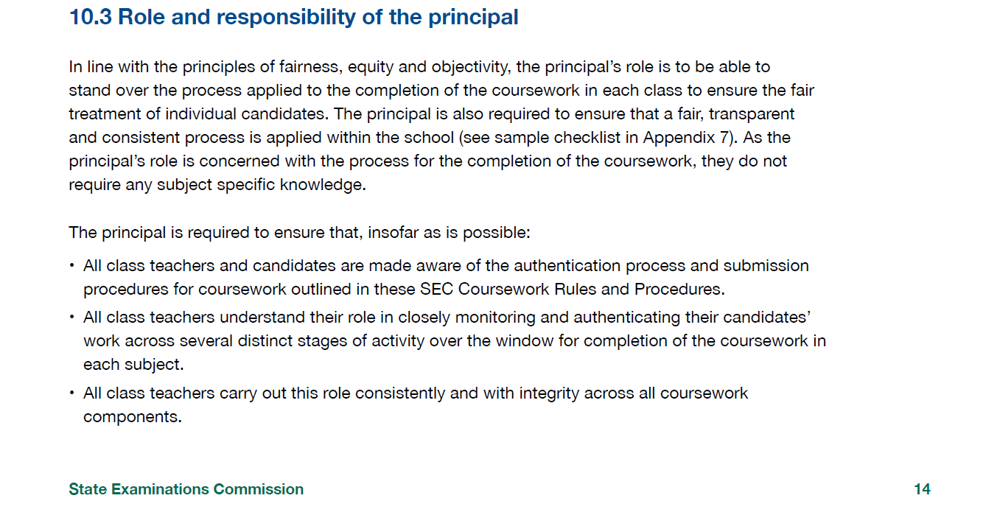 10.3 Role and responsibility of the principal
In line with the principles of fairness, equity and objectivity, the principal’s role is to be able to
stand over the process applied to the completion of the coursework in each class to ensure the fair
treatment of individual candidates. The principal is also required to ensure that a fair, transparent
and consistent process is applied within the school (see sample checklist in Appendix 7). As the
principal’s role is concerned with the process for the completion of the coursework, they do not
require any subject specific knowledge.
The principal is required to ensure that, insofar as is possible:
• All class teachers and candidates are made aware of the authentication process and submission
procedures for coursework outlined in these SEC Coursework Rules and Procedures.
• All class teachers understand their role in closely monitoring and authenticating their candidates’
work across several distinct stages of activity over the window for completion of the coursework in
each subject.
• All class teachers carry out this role consistently and with integrity across all coursework
components.
State Examinations Commission 14